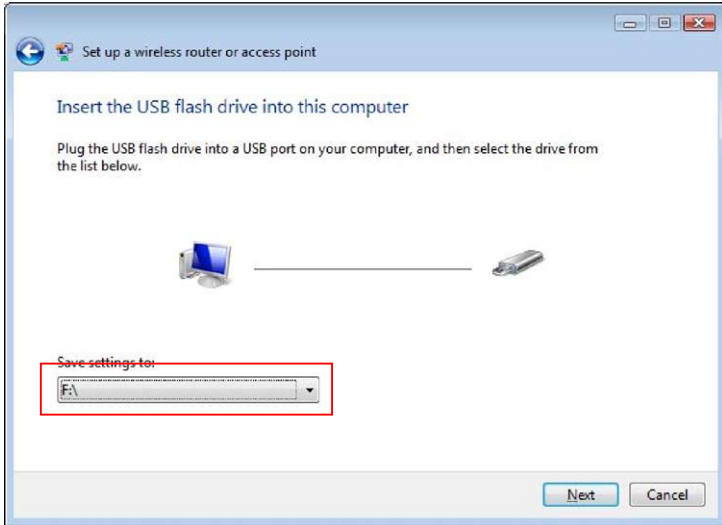 Set up a wireless router or access point
Insert the USB flash drive into this computer
Plug the USB flash drive into a USB port on your computer, and then select the drive from
the list below.
Save settings to:
F:\
Next Cancel